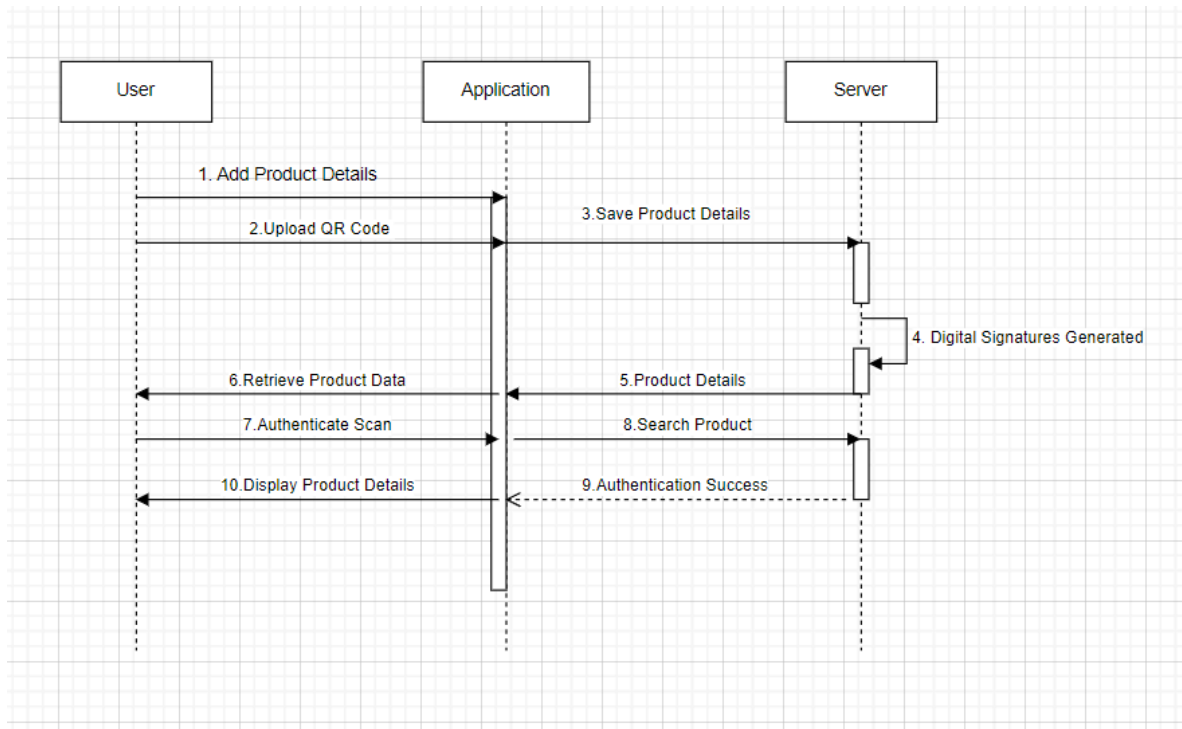 User
Application
Server
1. Add Product Details
2.Upload QR Code
3.Save Product Details
4. Digital Signatures Generated
6.Retrieve Product Data
5.Product Details
7.Authenticate Scan
8.Search Product
10.Display Product Details
9.Authentication Success